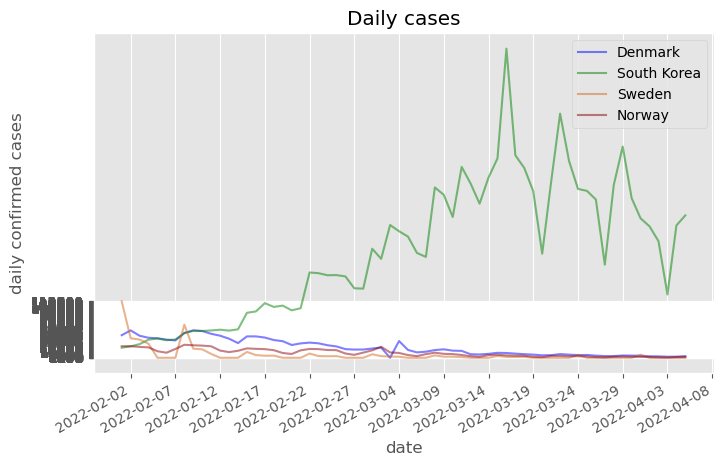 Daily cases
Denmark
South Korea
Sweden
Norway
daily confirmed cases
2022-02-02
2022-02-07
2022-02-12
2022-02-17
2022-02-22
2022-02-27
2022-03-04
2022-03-09
2022-03-14
2022-03-19
2022-03-24
2022-03-29
2022-04-03
2022-04-08
date